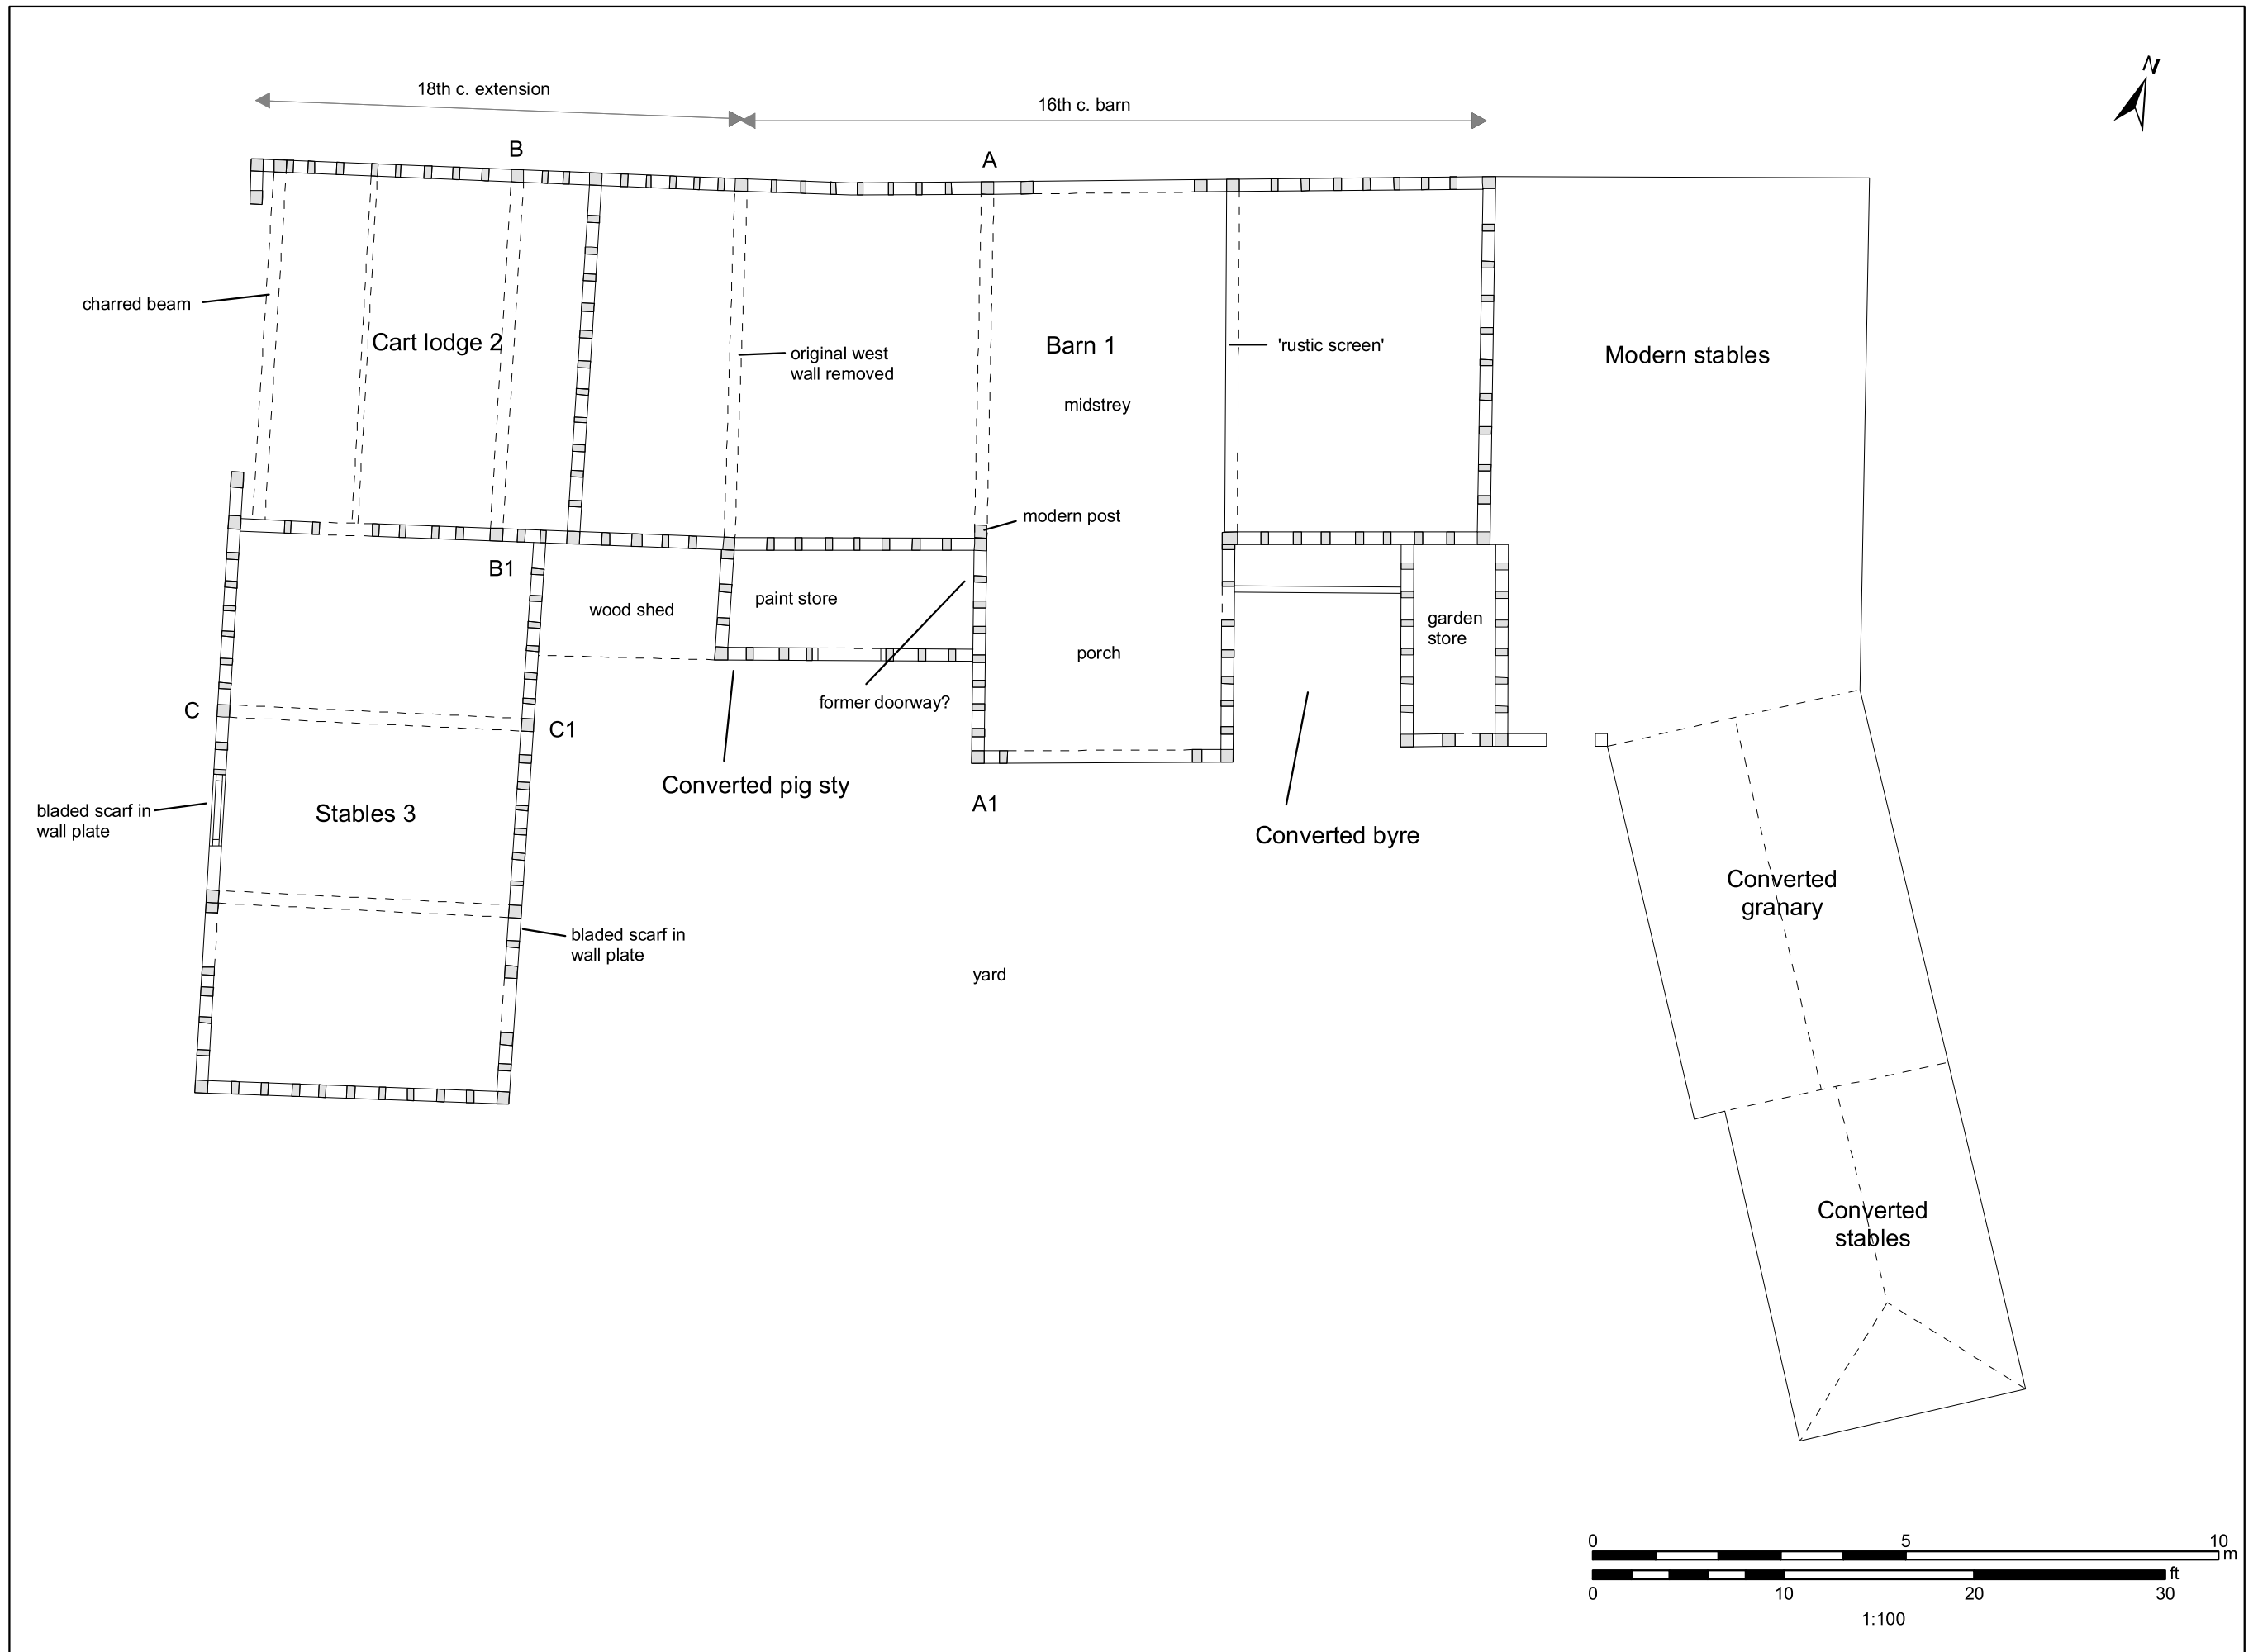 N
18th c. extension
16th c. barn
B
A
charred beam
Cart lodge 2
original west
wall removed
Barn 1
'rustic screen'
Modern stables
midstrey
modern post
B1
wood shed
paint store
garden
store
porch
former doorway?
C
C1
Converted pig sty
A1
bladed scarf in
wall plate
Stables 3
Converted byre
Converted
granary
bladed scarf in
wall plate
yard
Converted
stables
0 5 10
m
ft
0 10 20 30
1:100